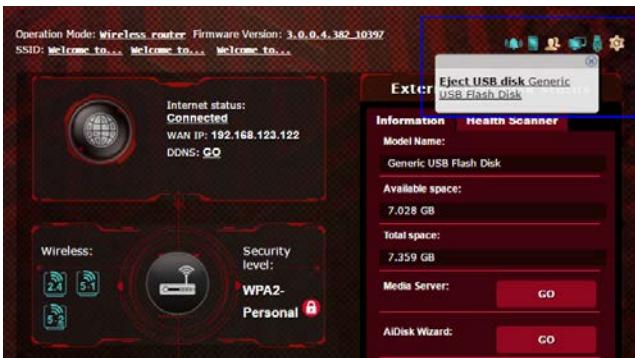 Operation Mode: Wireless router Firmware Version: 3.0.0.4.382_10397
SSID: Welcome to... Welcome to... Welcome to...
Eject USB disk Generic
USB Flash Disk
Internet status:
Connected
WAN IP: 192.168.123.122
DDNS: GO
Wireless:
2.4
5-1
5-2
Security
level:
WPA2-
Personal
Information Health Scanner
Model Name:
Generic USB Flash Disk
Available space:
7.028 GB
Total space:
7.359 GB
Media Server: GO
AiDisk Wizard: GO